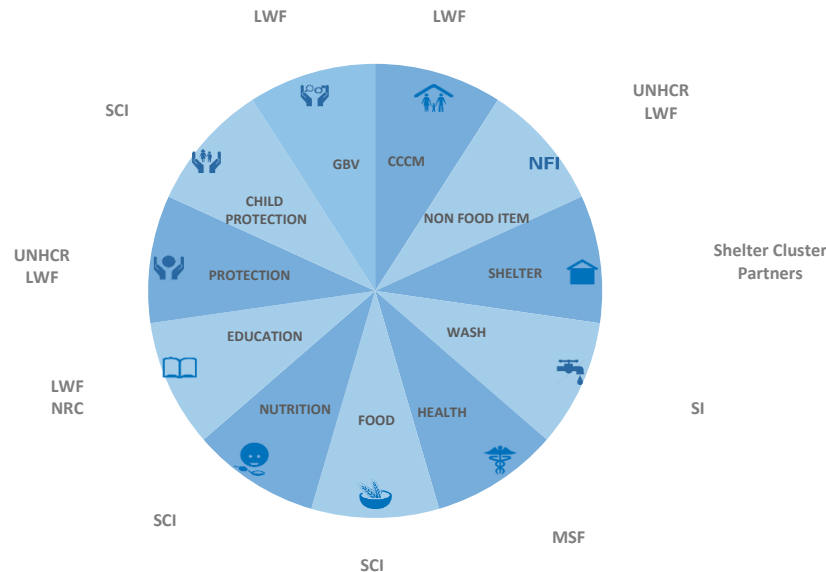 LWF
LWF
SCI
UNHCR
LWF
GBV
CCCM
NFI
CHILD
PROTECTION
NON FOOD ITEM
UNHCR
LWF
PROTECTION
SHELTER
Shelter Cluster
Partners
EDUCATION
WASH
LWF
NRC
NUTRITION
FOOD
HEALTH
SI
SCI
SCI
MSF